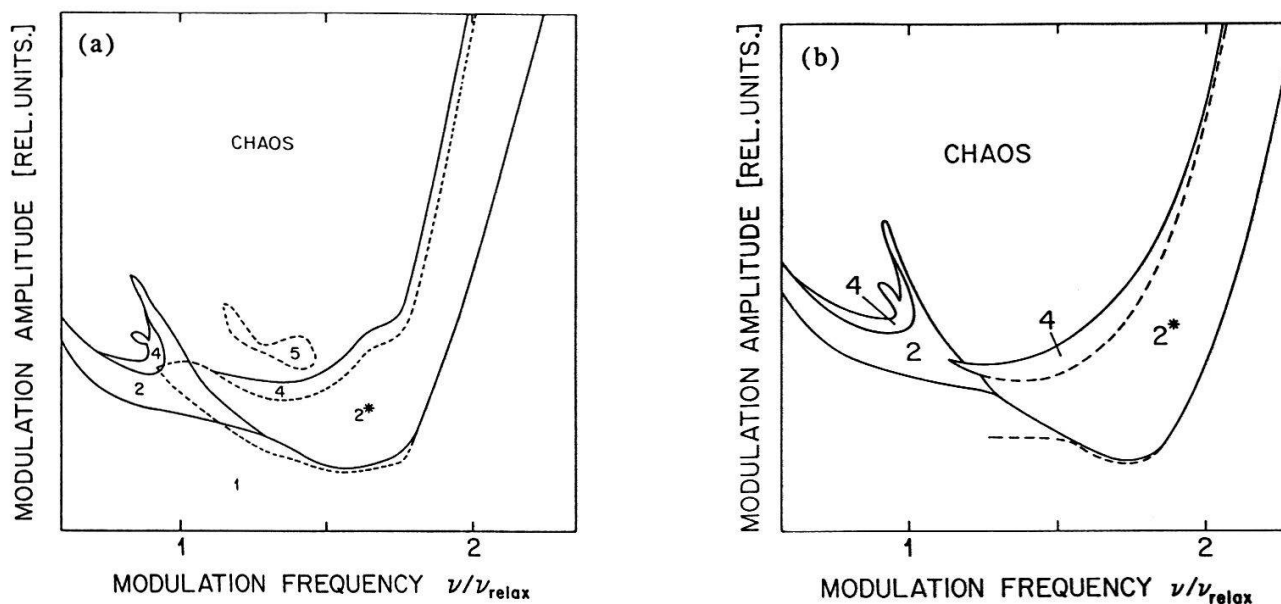 (a)
MODULATION AMPLITUDE [REL.UNITS.]
CHAOS
5
4
4
2
2*
1
1
2
MODULATION FREQUENCY ν/νrelax
(b)
MODULATION AMPLITUDE [REL.UNITS.]
CHAOS
4
4
2*
2
1
2
MODULATION FREQUENCY ν/νrelax